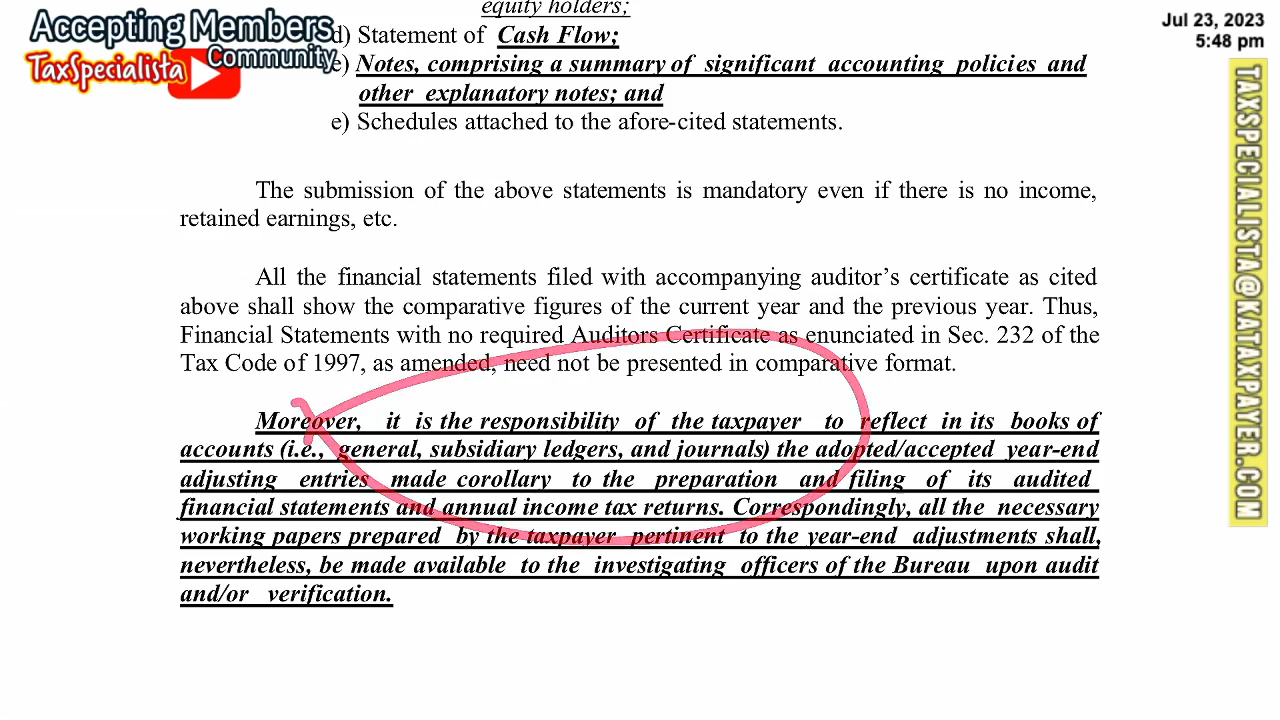 equity holders;
Accepting Members
Community
TaxSpecialista
d) Statement of Cash Flow;
e) Notes, comprising a summary of significant accounting policies and
other explanatory notes; and
e) Schedules attached to the afore-cited statements.
Jul 23, 2023
5:48 pm
The submission of the above statements is mandatory even if there is no income,
retained earnings, etc.
All the financial statements filed with accompanying auditor’s certificate as cited
above shall show the comparative figures of the current year and the previous year. Thus,
Financial Statements with no required Auditors Certificate as enunciated in Sec. 232 of the
Tax Code of 1997, as amended, need not be presented in comparative format.
Moreover, it is the responsibility of the taxpayer to reflect in its books of
accounts (i.e., general, subsidiary ledgers, and journals) the adopted/accepted year-end
adjusting entries made corollary to the preparation and filing of its audited
financial statements and annual income tax returns. Correspondingly, all the necessary
working papers prepared by the taxpayer pertinent to the year-end adjustments shall,
nevertheless, be made available to the investigating officers of the Bureau upon audit
and/or verification.
TAXSPECIALISTA@KATAXPAYER.COM